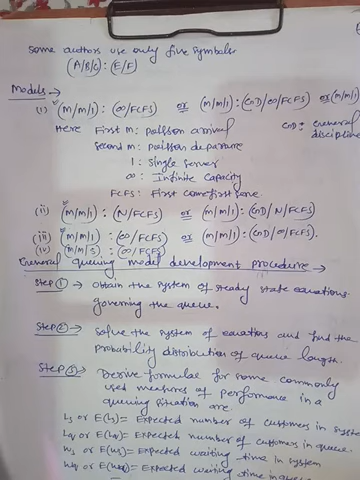 some authors use only five symbols.
(A/B/C) : (E/F)
Models →
(i) (M/M/1) : (∞/FCFS) or (M/M/1) : (GD/∞/FCFS) or (M/M/1)
Here First M: poission arrival GD: General
Second M: poission departure discipline
1: Single server
∞: Infinite Capacity
FCFS: First come first serve.
(ii) (M/M/1) : (N/FCFS) or (M/M/1) : (GD/N/FCFS)
(iii) (M/M/1) : (∞/FCFS) or (M/M/1) : (GD/∞/FCFS).
(iv) (M/M/S) : (∞/FCFS)
General queuing model development procedure →
Step ① → Obtain the system of steady state equations
governing the queue.
Step ② → Solve the system of equations and find the
probability distribution of queue length.
Step ③ → Derive formulae for some commonly
used measures of performance in a
queuing situation are.
Ls or E(Ls) = Expected number of customers in system
Lq or E(Lq) = Expected number of customers in queue.
Ws or E(Ws) = Expected waiting time in system
Wq or E(Wq) = Expected waiting time in queue